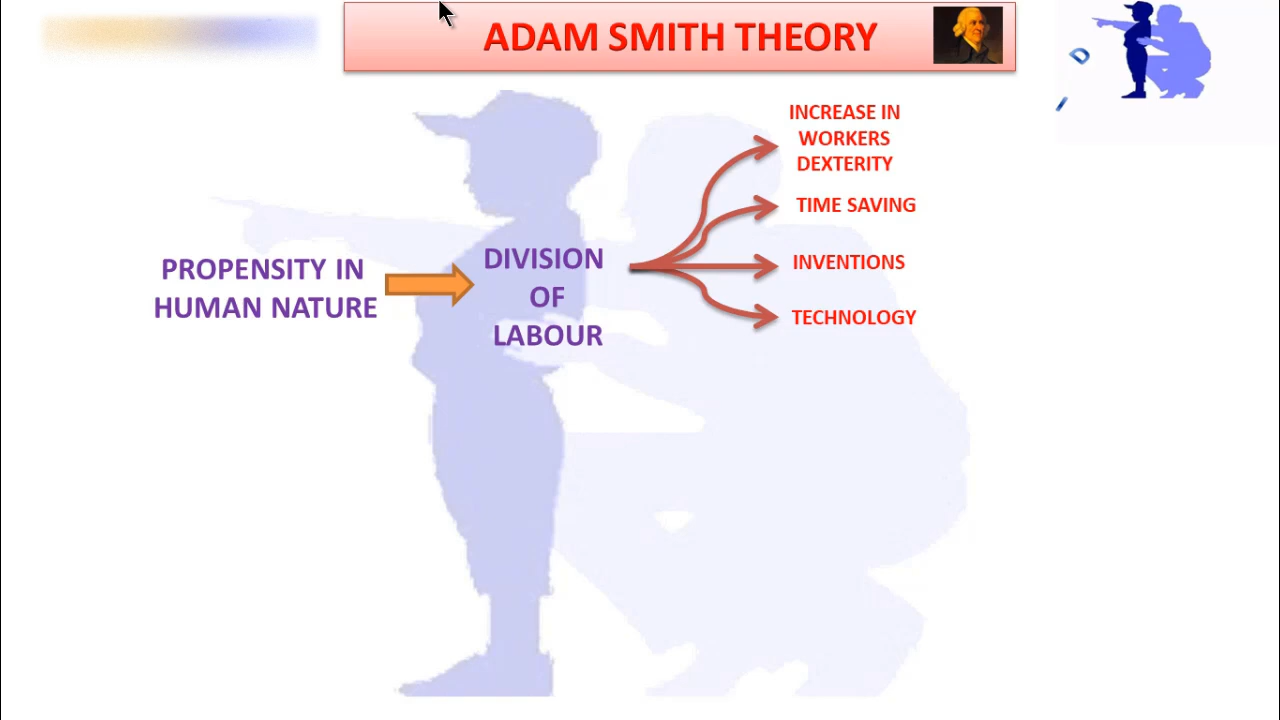 ADAM SMITH THEORY
D
INCREASE IN
WORKERS
DEXTERITY
TIME SAVING
PROPENSITY IN
HUMAN NATURE
DIVISION
OF
LABOUR
INVENTIONS
TECHNOLOGY